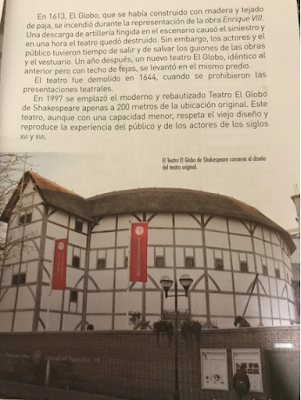 En 1613, El Globo, que se había construido con madera y tejado
de paja, se incendió durante la representación de la obra Enrique VIII.
Una descarga de artillería fingida en el escenario causó el siniestro y
en una hora el teatro quedó destruido. Sin embargo, los actores y el
público tuvieron tiempo de salir y de salvar los guiones de las obras
y el vestuario. Un año después, un nuevo teatro El Globo, idéntico al
anterior pero con techo de fejas, se levantó en el mismo predio.
El teatro fue demolido en 1644, cuando se prohibieron las
presentaciones teatrales.
En 1997 se emplazó el moderno y rebautizado Teatro El Globo
de Shakespeare apenas a 200 metros de la ubicación original. Este
teatro, aunque con una capacidad menor, respeta el viejo diseño y
reproduce la experiencia del público y de los actores de los siglos
XVI y XVII.
El Teatro El Globo de Shakespeare conserva el diseño
del teatro original.